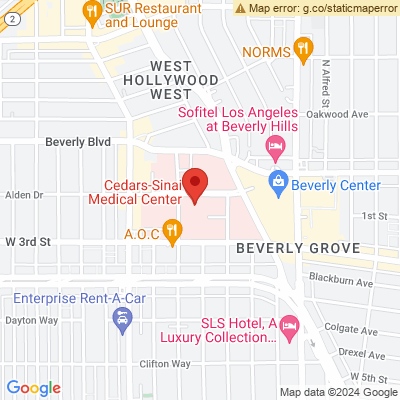 Map error: g.co/staticmaperror
2
SUR Restaurant
and Lounge
NORMS
WEST
HOLLYWOOD
WEST
N Alfred St
Oakwood Ave
Sofitel Los Angeles
at Beverly Hills
Beverly Blvd
Cedars-Sinai
Medical Center
Alden Dr
Beverly Center
1st St
A.O.C
W 3rd St
BEVERLY GROVE
Blackburn Ave
Enterprise Rent-A-Car
Dayton Way
SLS Hotel, A
Luxury Collection...
Colgate Ave
Drexel Ave
Clifton Way
W 5th St
Google
Map data ©2024 Google